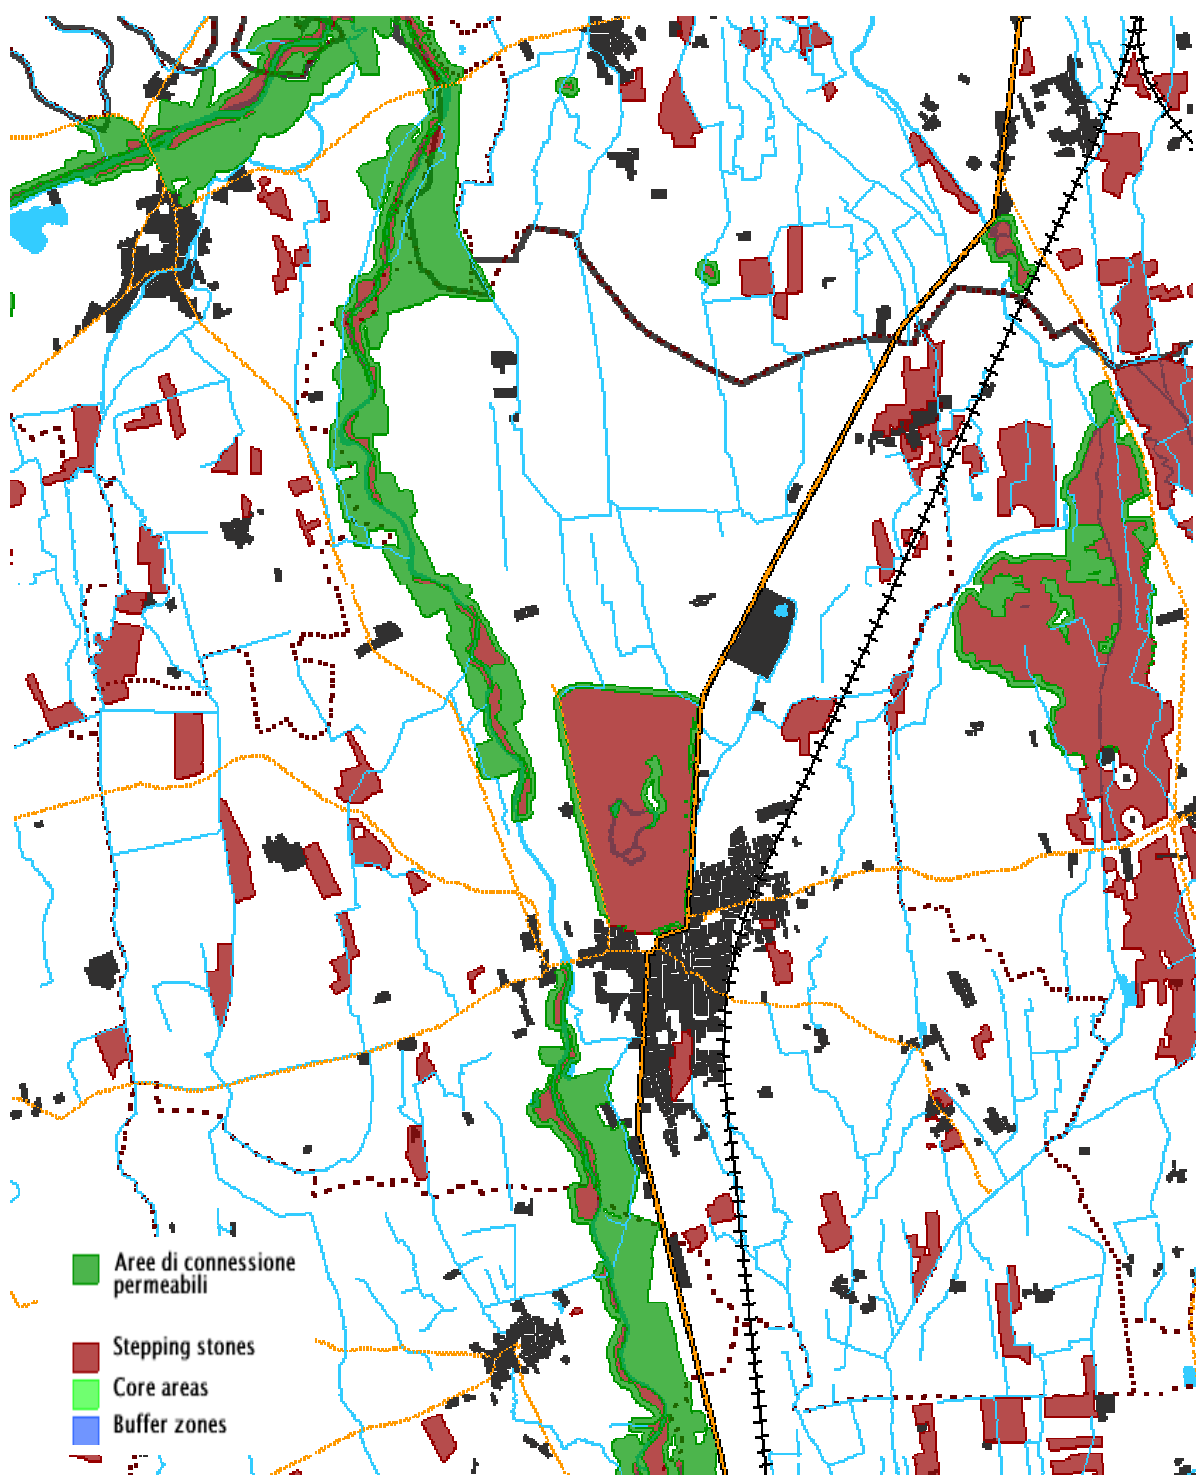 Aree di connessione
permeabili
Stepping stones
Core areas
Buffer zones